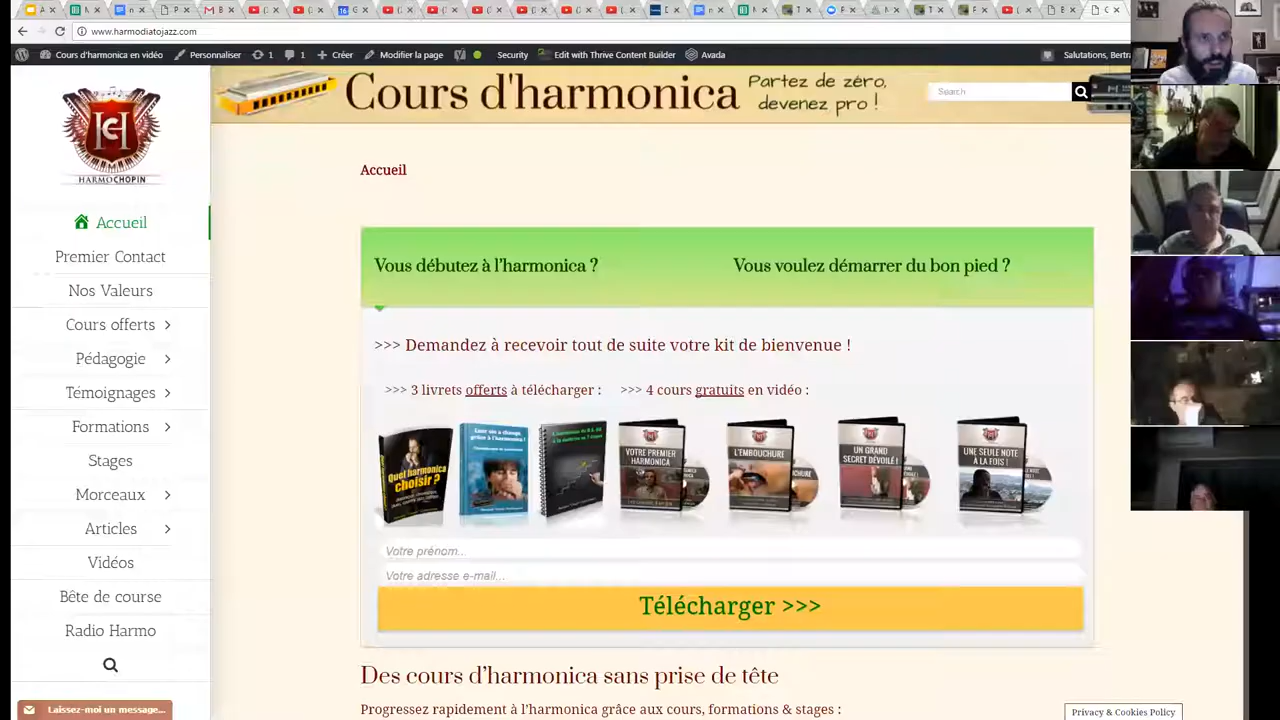 www.harmodiatojazz.com
Cours d'harmonica en vidéo Personnaliser 1 1 Créer Modifier la page Security Edit with Thrive Content Builder Avada Salutations, Bertra
Cours d'harmonica
Partez de zéro,
devenez pro !
Search
HC
HARMOCHOPIN
Accueil
Premier Contact
Nos Valeurs
Cours offerts
Pédagogie
Témoignages
Formations
Stages
Morceaux
Articles
Vidéos
Bête de course
Radio Harmo
Laissez-moi un message...
Accueil
Vous débutez à l'harmonica ? Vous voulez démarrer du bon pied ?
>>> Demandez à recevoir tout de suite votre kit de bienvenue !
>>> 3 livrets offerts à télécharger : >>> 4 cours gratuits en vidéo :
Quel harmonica
choisir ?
VOTRE PREMIER
HARMONICA
L'EMBOUCHURE
UN GRAND
SECRET DÉVOILÉ !
UNE SEULE NOTE
À LA FOIS !
Votre prénom...
Votre adresse e-mail...
Télécharger >>>
Des cours d'harmonica sans prise de tête
Progressez rapidement à l'harmonica grâce aux cours, formations & stages :
Privacy & Cookies Policy